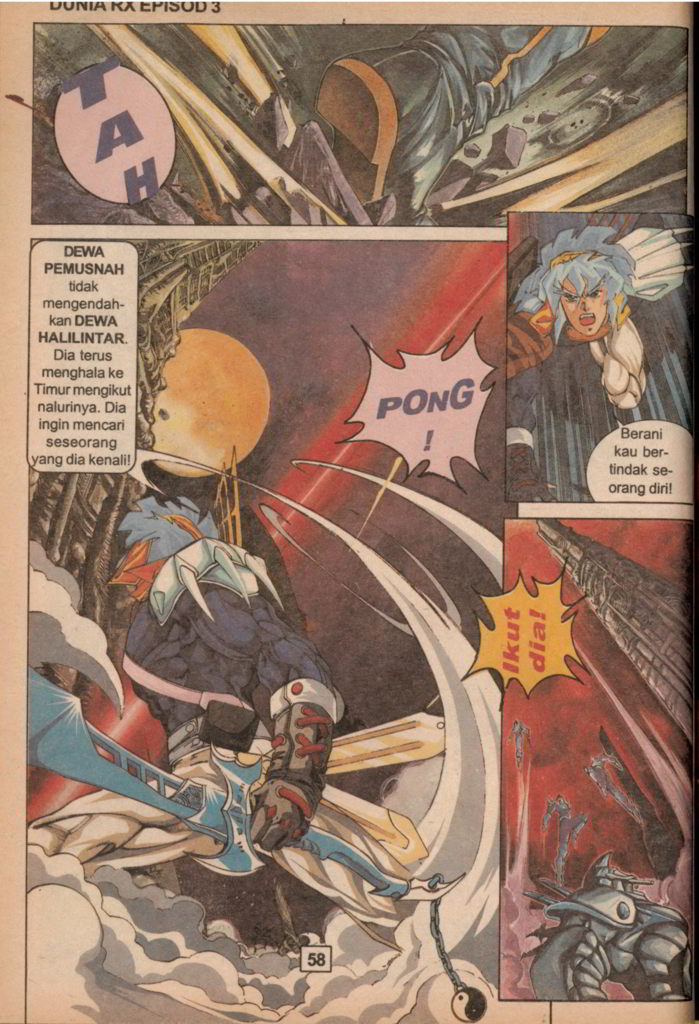 DUNIA RX EPISOD 3
TAH
DEWA
PEMUSNAH
tidak
mengendah-
kan DEWA
HALILINTAR.
Dia terus
menghala ke
Timur mengikut
nalurinya. Dia
ingin mencari
seseorang
yang dia kenali!
PONG
!
Berani
kau ber-
tindak se-
orang diri!
Ikut
dia!
58